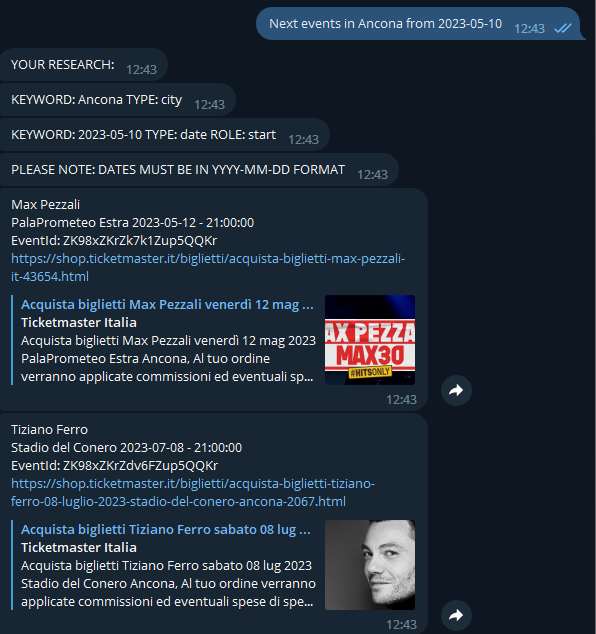 Next events in Ancona from 2023-05-10 12:43
YOUR RESEARCH: 12:43
KEYWORD: Ancona TYPE: city 12:43
KEYWORD: 2023-05-10 TYPE: date ROLE: start 12:43
PLEASE NOTE: DATES MUST BE IN YYYY-MM-DD FORMAT 12:43
Max Pezzali
PalaPrometeo Estra 2023-05-12 - 21:00:00
EventId: ZK98xZKrZk7k1Zup5QQKr
https://shop.ticketmaster.it/biglietti/acquista-biglietti-max-pezzali-
it-43654.html
Acquista biglietti Max Pezzali venerdì 12 mag ...
Ticketmaster Italia
Acquista biglietti Max Pezzali venerdì 12 mag 2023
PalaPrometeo Estra Ancona, Al tuo ordine
verranno applicate commissioni ed eventuali sp...
AX PEZZA
MAX30
#HITSONLY
12:43
Tiziano Ferro
Stadio del Conero 2023-07-08 - 21:00:00
EventId: ZK98xZKrZdv6FZup5QQKr
https://shop.ticketmaster.it/biglietti/acquista-biglietti-tiziano-
ferro-08-luglio-2023-stadio-del-conero-ancona-2067.html
Acquista biglietti Tiziano Ferro sabato 08 lug ...
Ticketmaster Italia
Acquista biglietti Tiziano Ferro sabato 08 lug 2023
Stadio del Conero Ancona, Al tuo ordine verranno
applicate commissioni ed eventuali spese di spe...
12:43